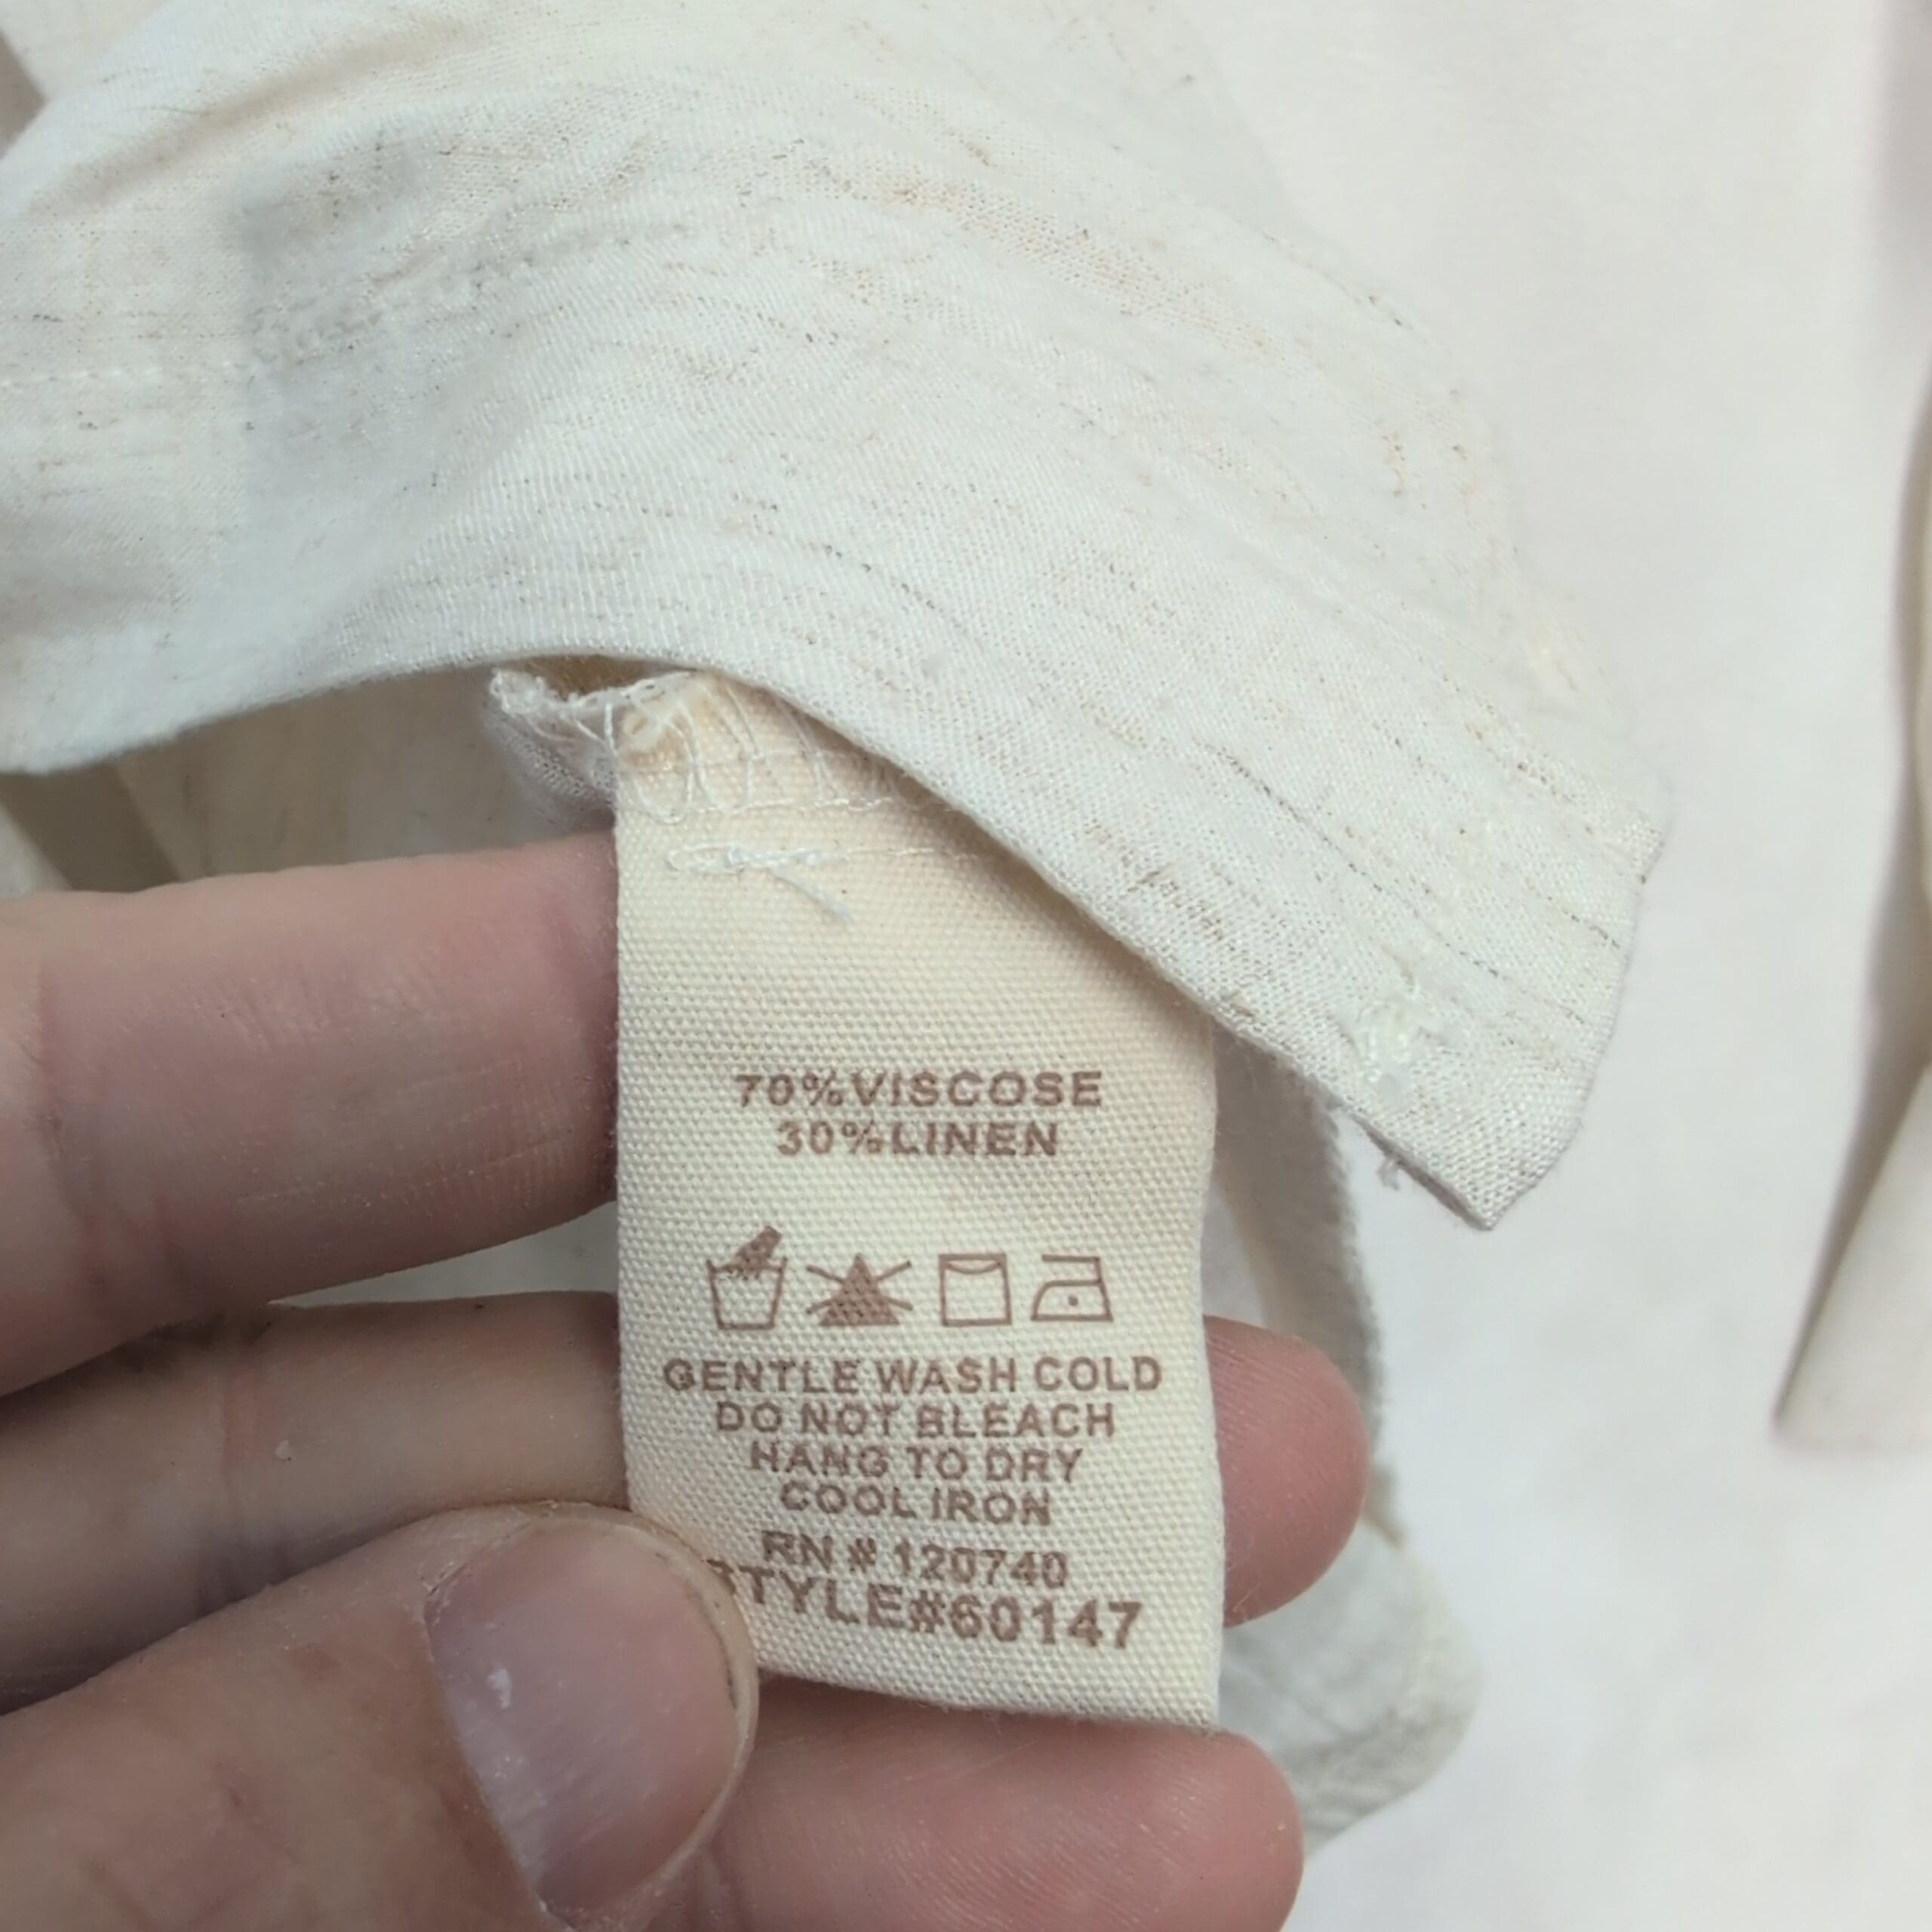 70%VISCOSE
30%LINEN
GENTLE WASH COLD
DO NOT BLEACH
HANG TO DRY
COOL IRON
RN # 120740
STYLE#60147